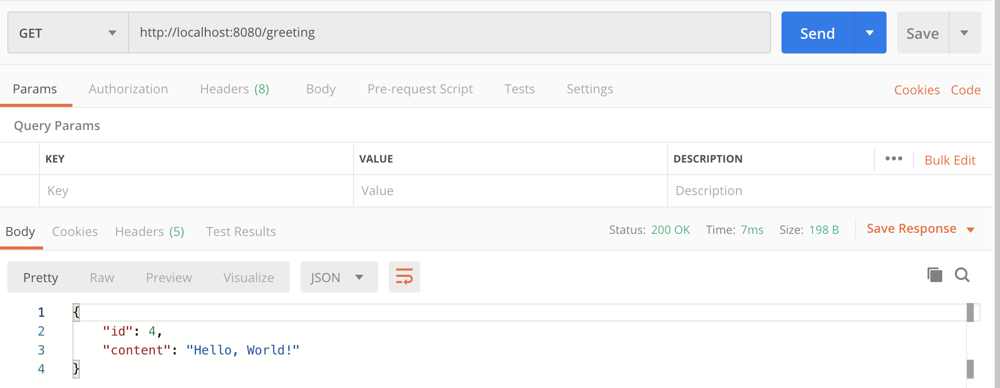 GET http://localhost:8080/greeting Send Save
Params Authorization Headers (8) Body Pre-request Script Tests Settings Cookies Code
Query Params
KEY VALUE DESCRIPTION ••• Bulk Edit
Key Value Description
Body Cookies Headers (5) Test Results Status: 200 OK Time: 7ms Size: 198 B Save Response
Pretty Raw Preview Visualize JSON
1 {
2 "id": 4,
3 "content": "Hello, World!"
4 }